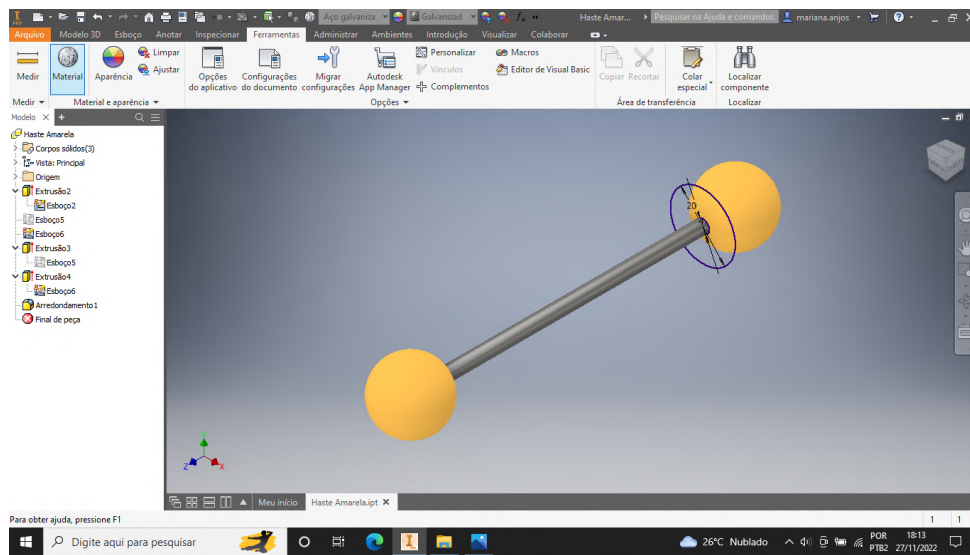 PRO
Aço galvaniza
Galvanizad
Haste Amar...
Pesquisar na Ajuda e comandos.
mariana.anjos
Arquivo Modelo 3D Esboço Anotar Inspecionar Ferramentas Administrar Ambientes Introdução Visualizar Colaborar
Medir
Material
Aparência
Limpar
Ajustar
Opções do aplicativo
Configurações do documento
Migrar configurações
Autodesk App Manager
Personalizar
Vínculos
Complementos
Macros
Editor de Visual Basic
Copiar Recortar
Colar especial
Localizar componente
Medir
Material e aparência
Opções
Área de transferência
Localizar
Modelo
Haste Amarela
Corpos sólidos(3)
Vista: Principal
Origem
Extrusão2
Esboço2
Esboço5
Esboço6
Extrusão3
Esboço5
Extrusão4
Esboço6
Arredondamento1
Final de peça
20
Y
Z
X
Meu início
Haste Amarela.ipt
Para obter ajuda, pressione F1
1 1
Digite aqui para pesquisar
26°C Nublado
POR
PTB2
18:13
27/11/2022